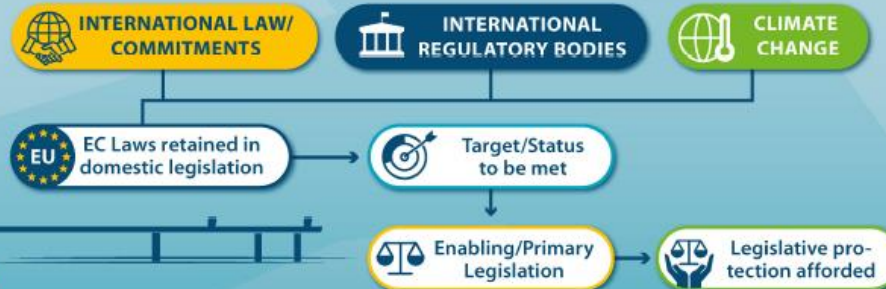 INTERNATIONAL LAW/
COMMITMENTS
INTERNATIONAL
REGULATORY BODIES
CLIMATE
CHANGE
EU
EC Laws retained in
domestic legislation
Target/Status
to be met
Enabling/Primary
Legislation
Legislative pro-
tection afforded